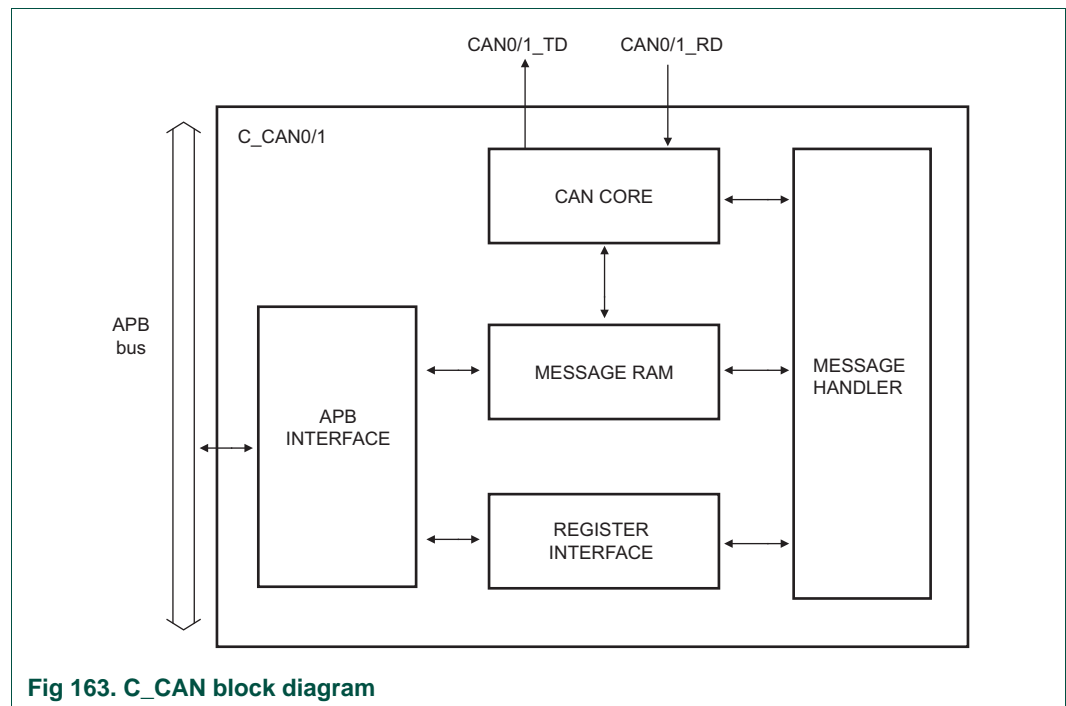 CAN0/1_TD CAN0/1_RD
C_CAN0/1
CAN CORE
APB
bus
MESSAGE RAM
MESSAGE
HANDLER
APB
INTERFACE
REGISTER
INTERFACE
Fig 163. C_CAN block diagram